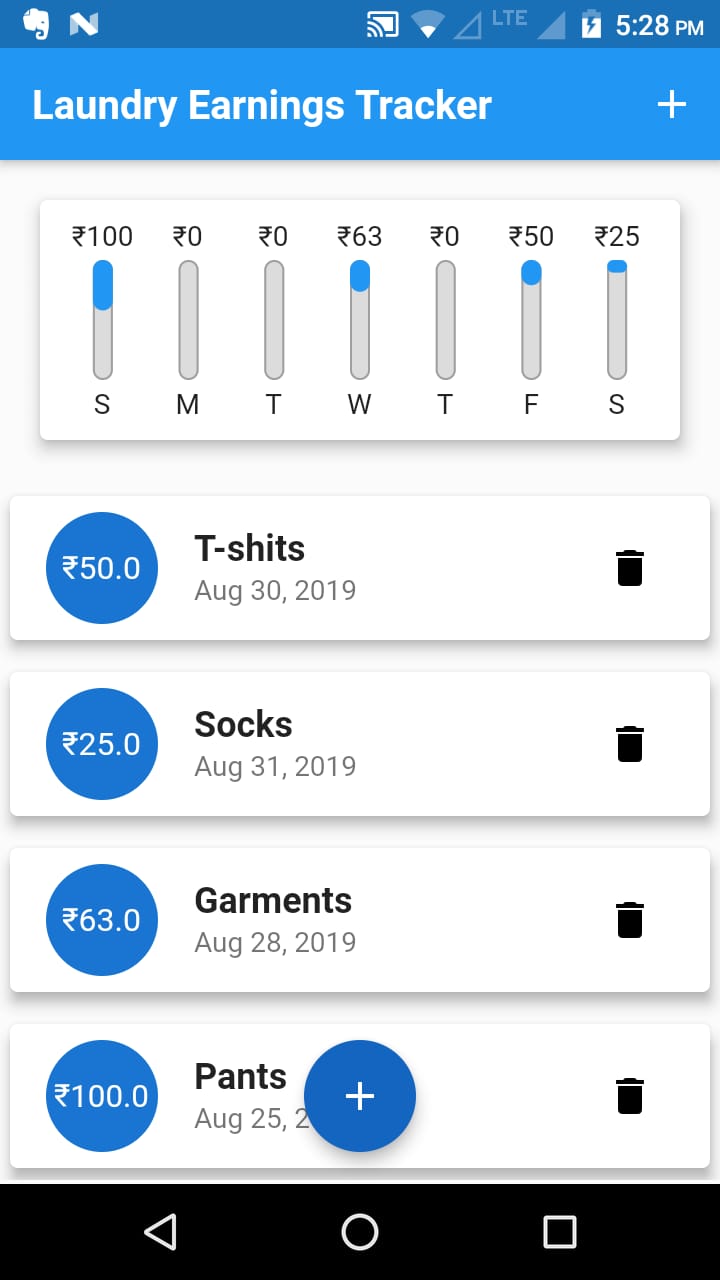 LTE 5:28 PM
Laundry Earnings Tracker +
₹100 ₹0 ₹0 ₹63 ₹0 ₹50 ₹25
S M T W T F S
₹50.0
T-shits
Aug 30, 2019
₹25.0
Socks
Aug 31, 2019
₹63.0
Garments
Aug 28, 2019
₹100.0
Pants
Aug 25, 2
+